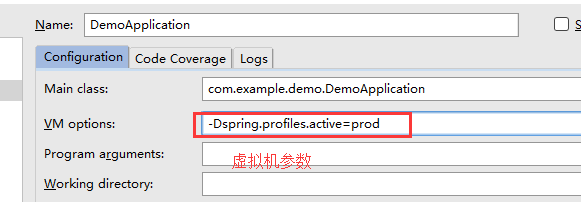 Name: DemoApplication
Configuration Code Coverage Logs
Main class: com.example.demo.DemoApplication
VM options: -Dspring.profiles.active=prod
Program arguments: 虚拟机参数
Working directory: